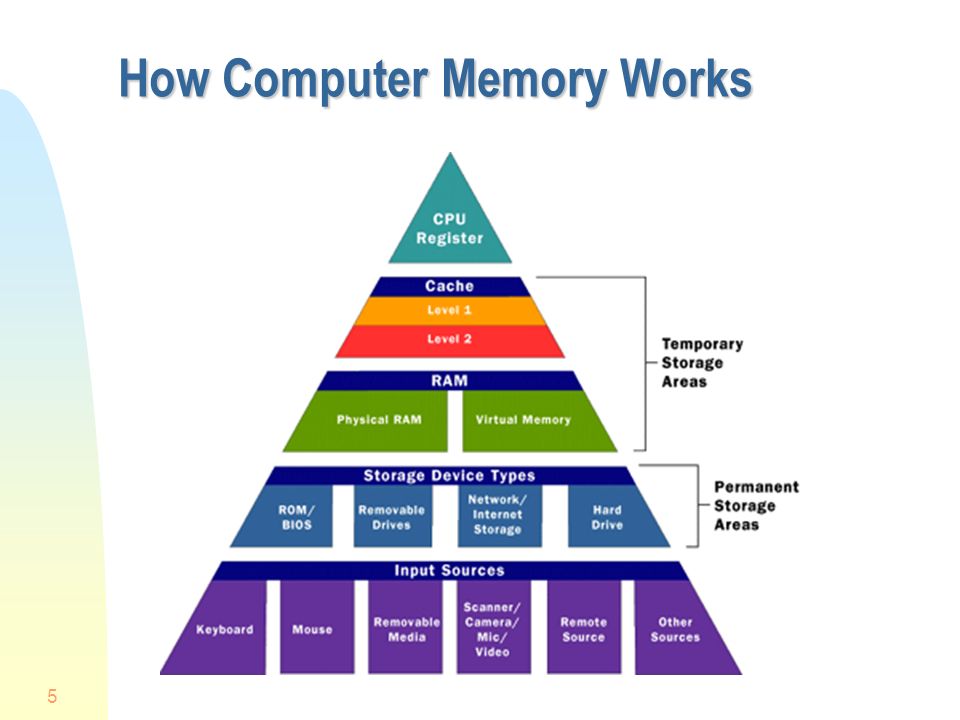 How Computer Memory Works
CPU
Register
Cache
Level 1
Level 2
Temporary
Storage
Areas
RAM
Physical RAM
Virtual Memory
Storage Device Types
ROM/
BIOS
Removable
Drives
Network/
Internet
Storage
Hard
Drive
Permanent
Storage
Areas
Input Sources
Keyboard
Mouse
Removable
Media
Scanner/
Camera/
Mic/
Video
Remote
Source
Other
Sources
5